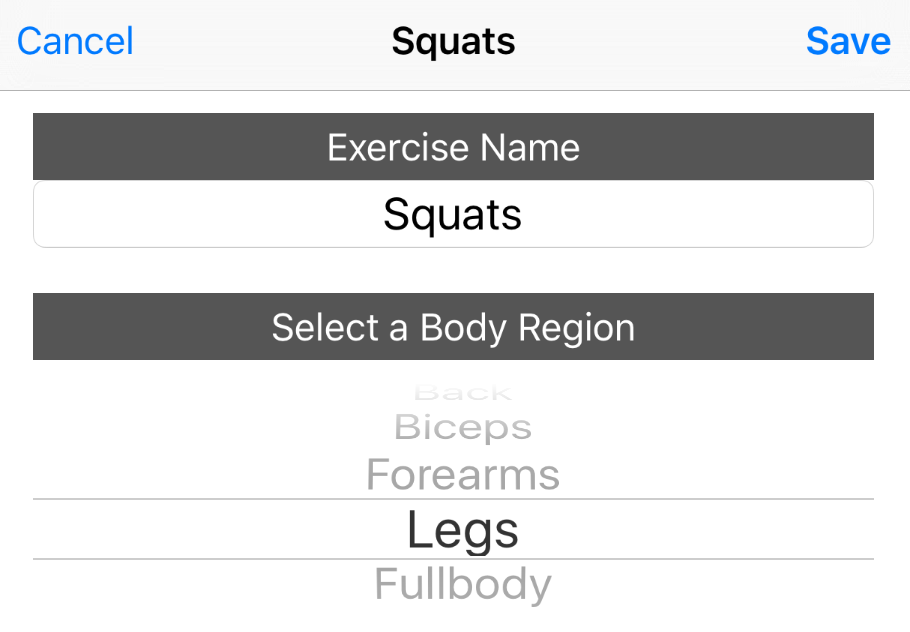 Cancel Squats Save
Exercise Name
Squats
Select a Body Region
Back
Biceps
Forearms
Legs
Fullbody